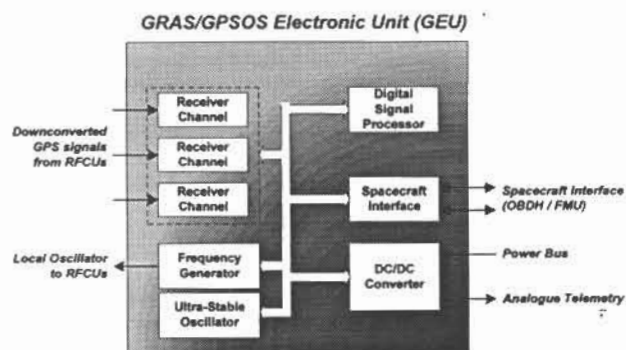 GRAS/GPSOS Electronic Unit (GEU)
Receiver
Channel
Receiver
Channel
Receiver
Channel
Downconverted
GPS signals
from RFCUs
Digital
Signal
Processor
Spacecraft
Interface
Spacecraft Interface
(OBDH / FMU)
Local Oscillator
to RFCUs
Frequency
Generator
Ultra-Stable
Oscillator
DC/DC
Converter
Power Bus
Analogue Telemetry